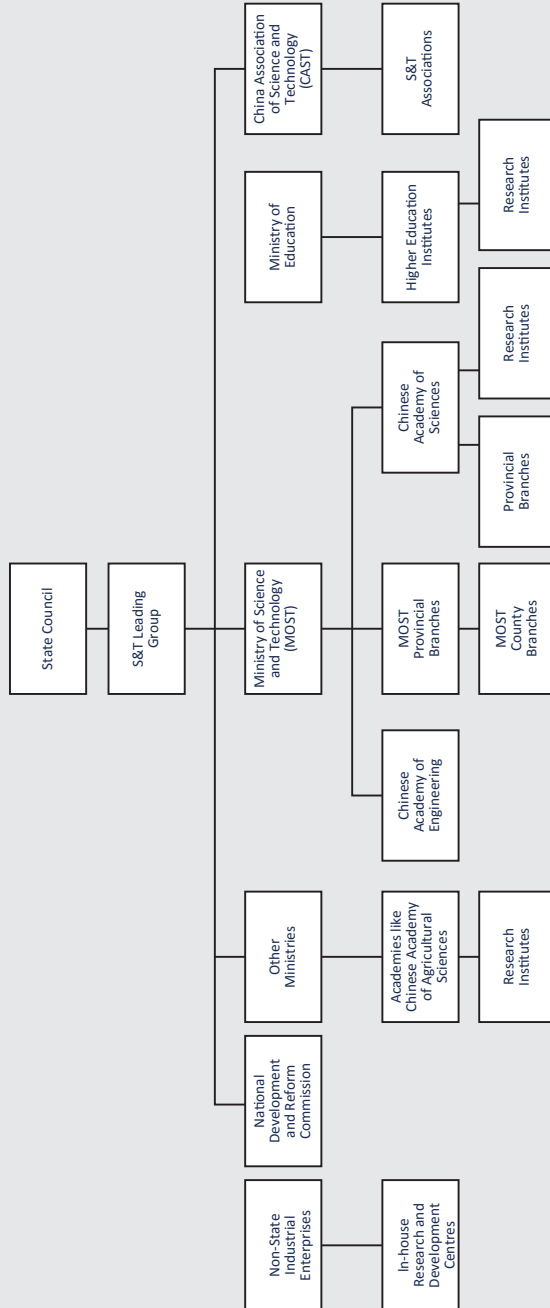 State Council
S&T Leading
Group
Non-State
Industrial
Enterprises
National
Development
and Reform
Commission
Other
Ministries
Ministry of Science
and Technology
(MOST)
Ministry of
Education
China Association
of Science and
Technology
(CAST)
In-house
Research and
Development
Centres
Academies like
Chinese Academy
of Agricultural
Sciences
Chinese
Academy of
Engineering
MOST
Provincial
Branches
Chinese
Academy of
Sciences
Higher Education
Institutes
S&T
Associations
Research
Institutes
MOST
County
Branches
Provincial
Branches
Research
Institutes
Research
Institutes